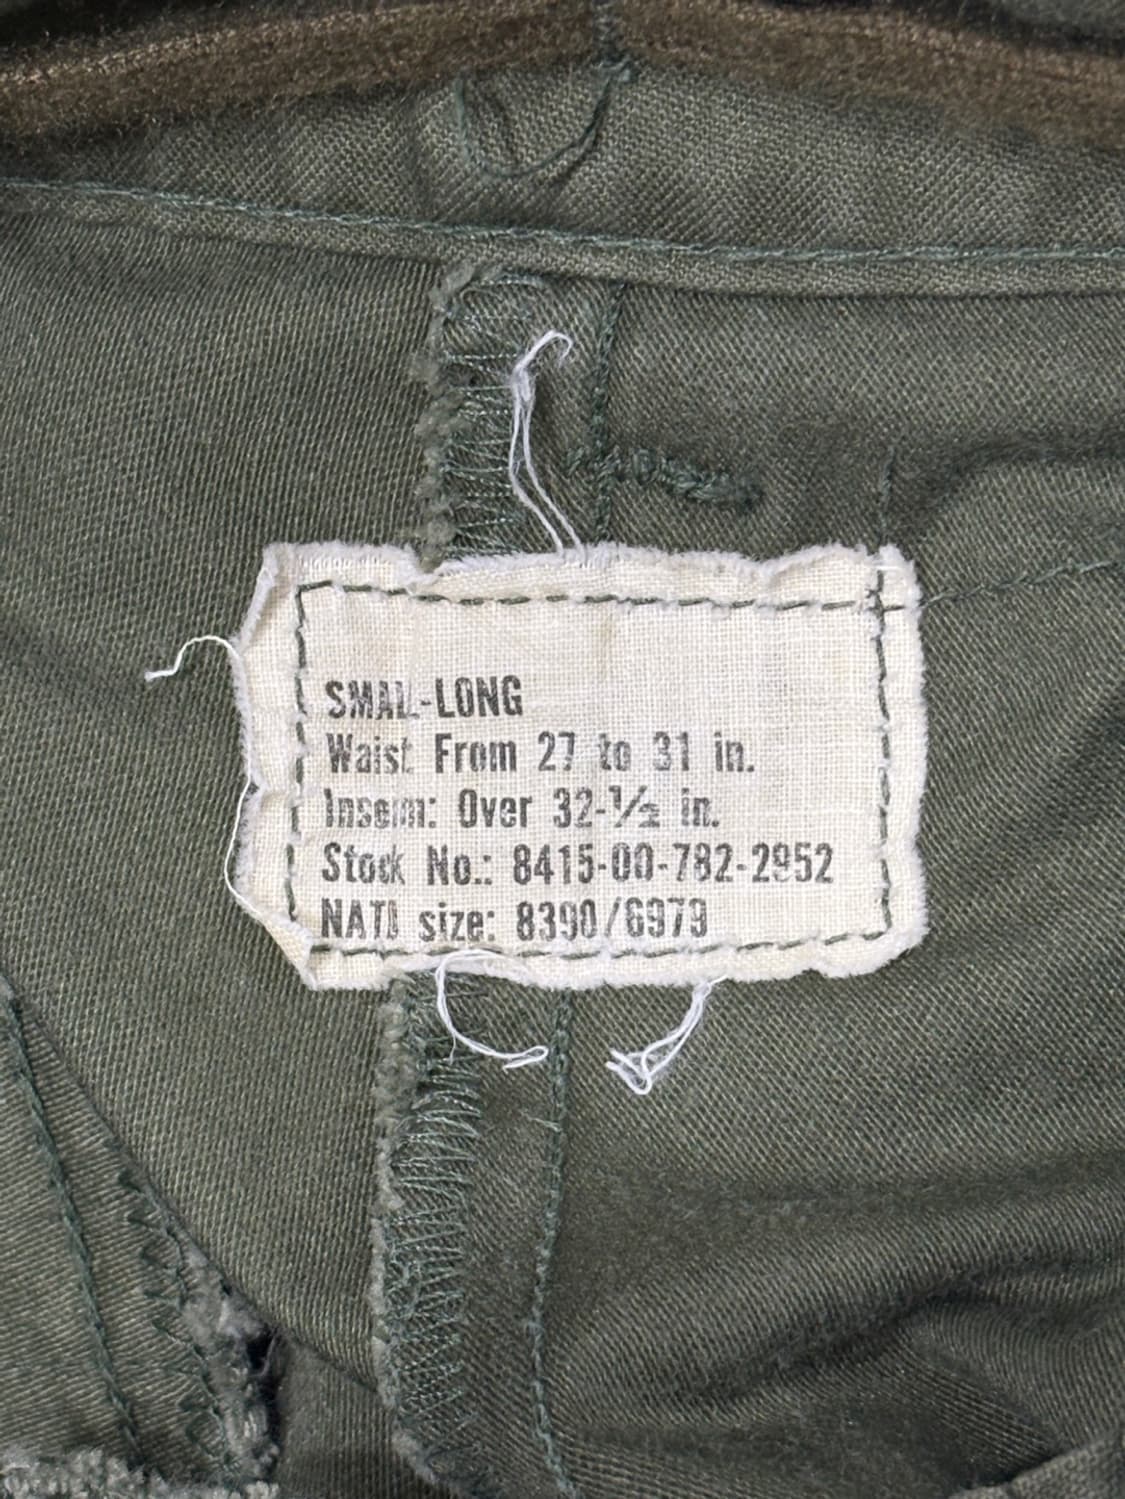 SMALL-LONG
Waist From 27 to 31 in.
Inseam: Over 32-1/2 in.
Stock No.: 8415-00-782-2952
NATO size: 8390/6979